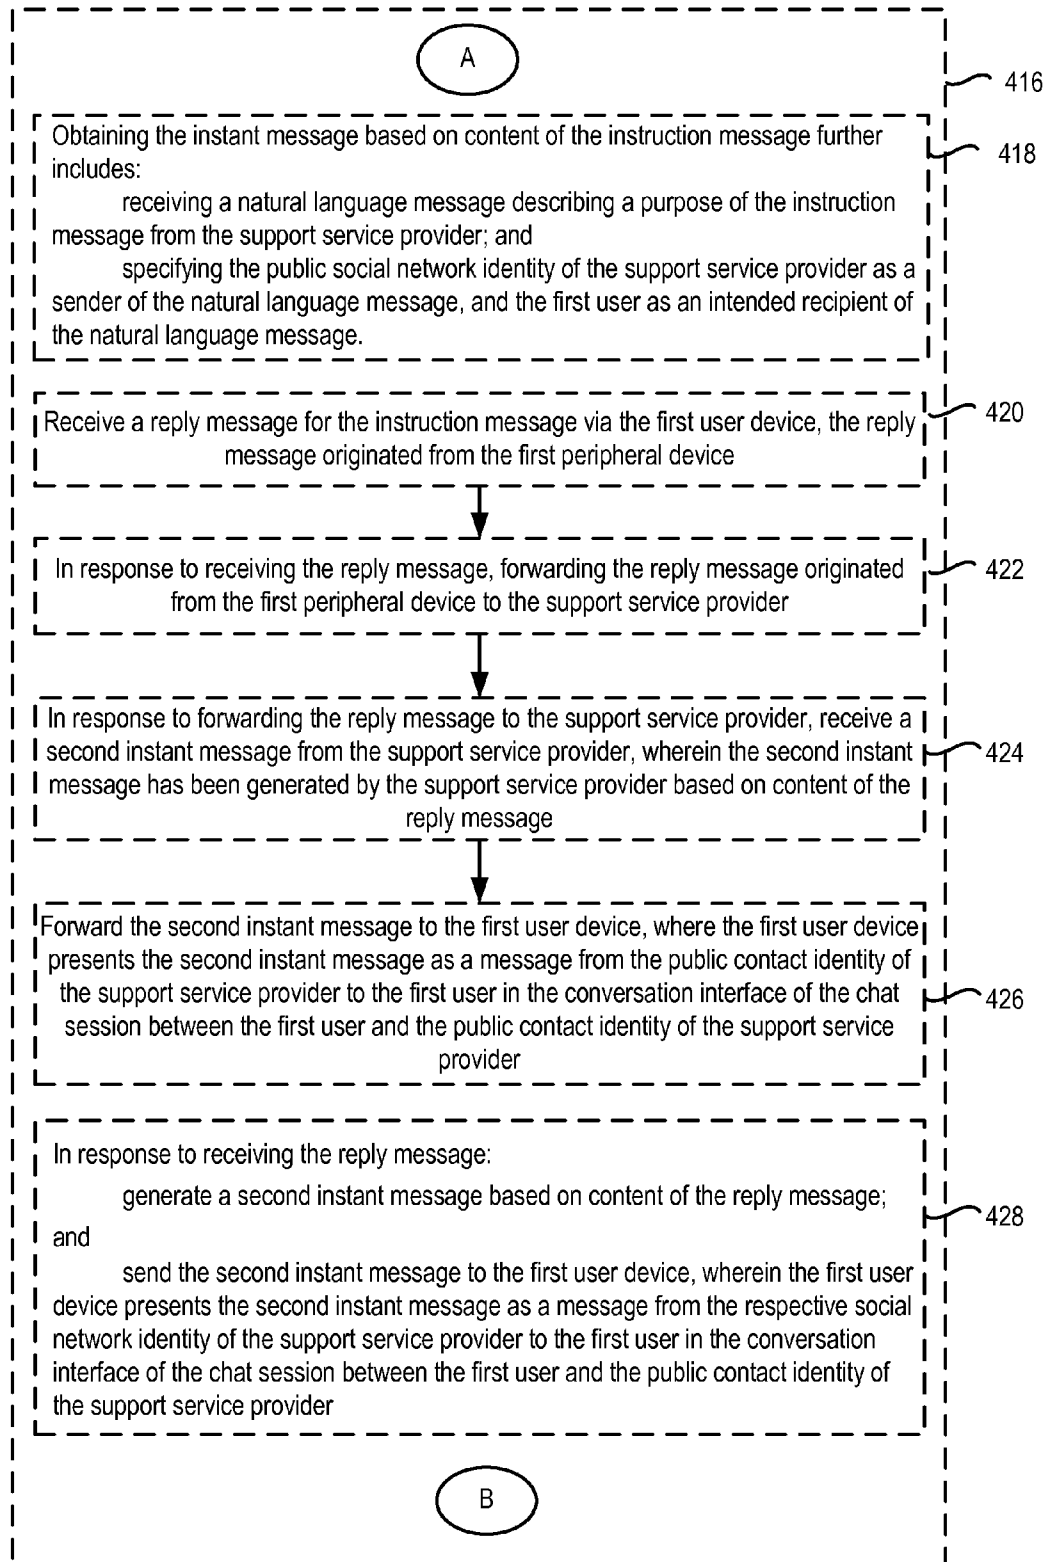 A
416
Obtaining the instant message based on content of the instruction message further
includes:
receiving a natural language message describing a purpose of the instruction
message from the support service provider; and
specifying the public social network identity of the support service provider as a
sender of the natural language message, and the first user as an intended recipient of
the natural language message.
418
Receive a reply message for the instruction message via the first user device, the reply
message originated from the first peripheral device
420
In response to receiving the reply message, forwarding the reply message originated
from the first peripheral device to the support service provider
422
In response to forwarding the reply message to the support service provider, receive a
second instant message from the support service provider, wherein the second instant
message has been generated by the support service provider based on content of the
reply message
424
Forward the second instant message to the first user device, where the first user device
presents the second instant message as a message from the public contact identity of
the support service provider to the first user in the conversation interface of the chat
session between the first user and the public contact identity of the support service
provider
426
In response to receiving the reply message:
generate a second instant message based on content of the reply message;
and
send the second instant message to the first user device, wherein the first user
device presents the second instant message as a message from the respective social
network identity of the support service provider to the first user in the conversation
interface of the chat session between the first user and the public contact identity of
the support service provider
428
B